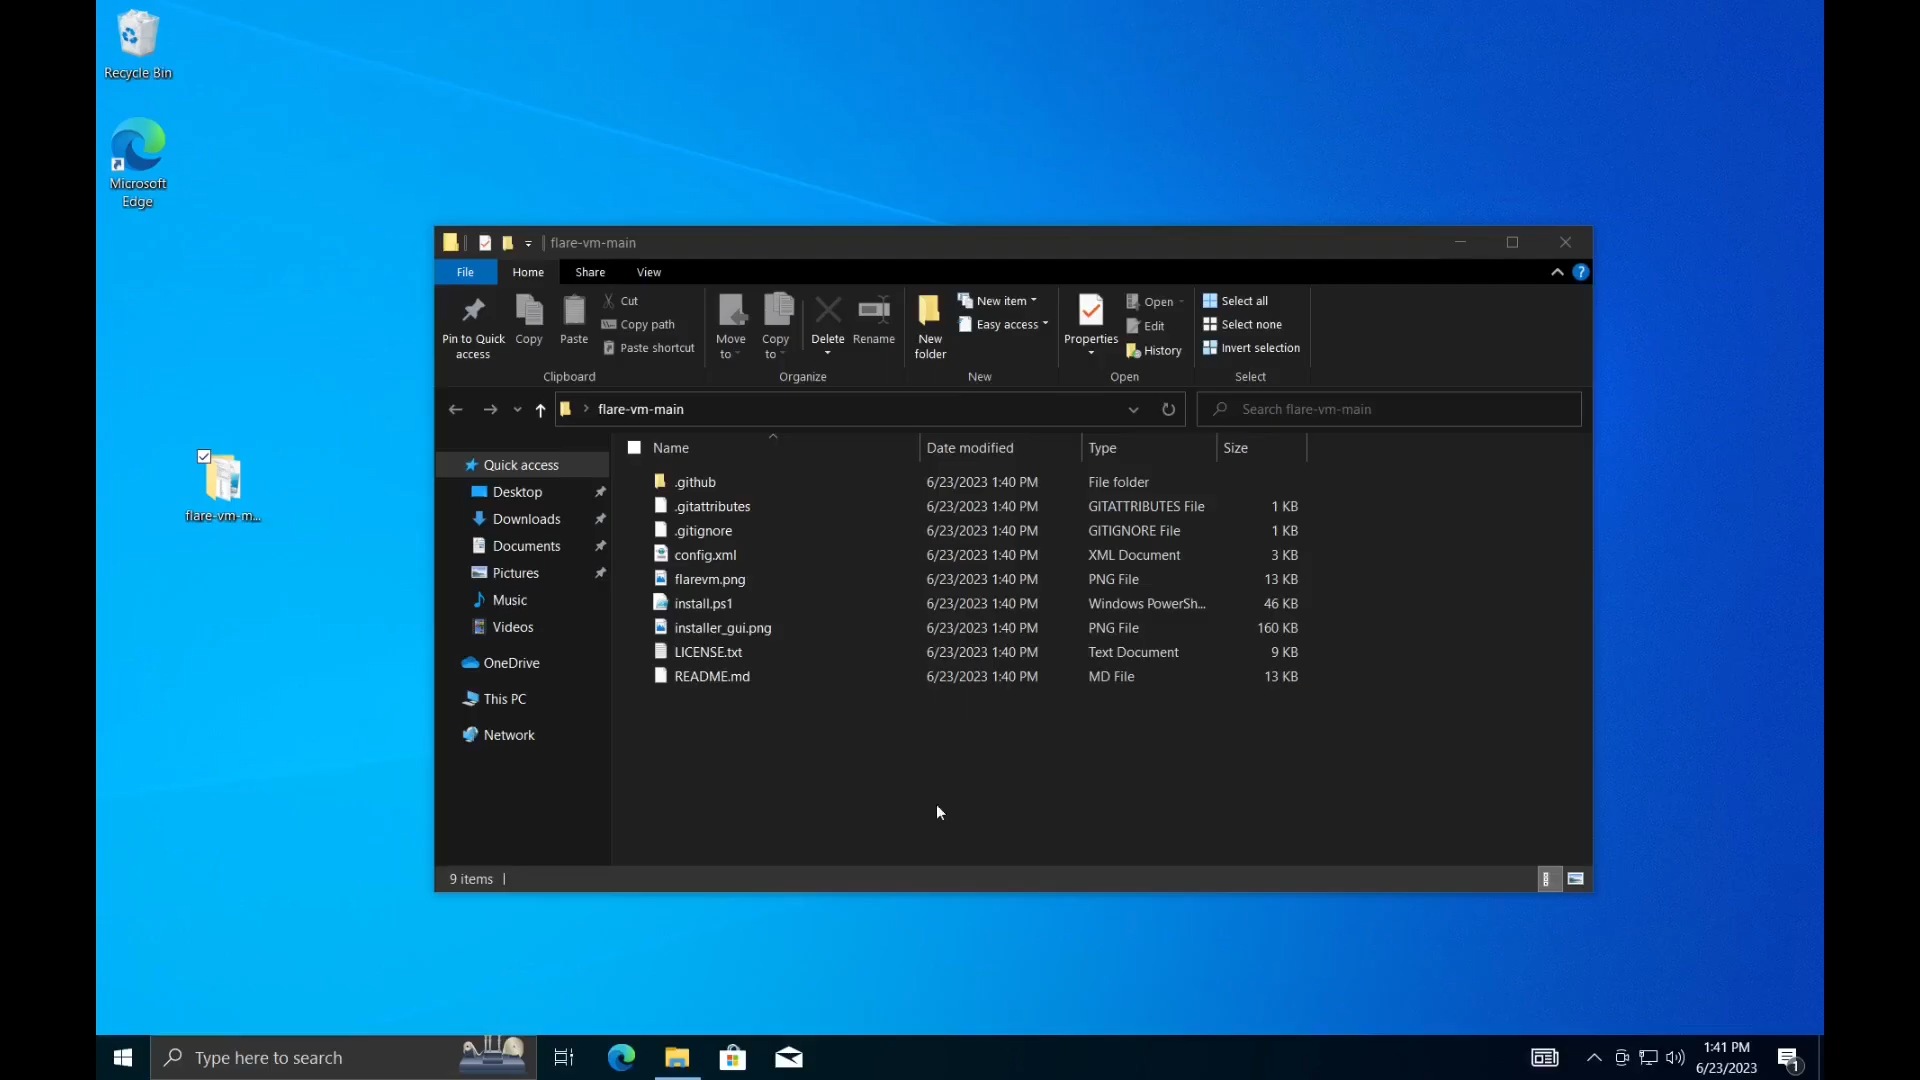 Recycle Bin
Microsoft
Edge
flare-vm-m...
flare-vm-main
File Home Share View
Pin to Quick
access
Copy
Paste
Cut
Copy path
Paste shortcut
Clipboard
Move
to
Copy
to
Delete
Rename
Organize
New
folder
New item
Easy access
New
Properties
Open
Edit
History
Open
Select all
Select none
Invert selection
Select
flare-vm-main
Search flare-vm-main
Quick access
Desktop
Downloads
Documents
Pictures
Music
Videos
OneDrive
This PC
Network
Name Date modified Type Size
.github 6/23/2023 1:40 PM File folder
.gitattributes 6/23/2023 1:40 PM GITATTRIBUTES File 1 KB
.gitignore 6/23/2023 1:40 PM GITIGNORE File 1 KB
config.xml 6/23/2023 1:40 PM XML Document 3 KB
flarevm.png 6/23/2023 1:40 PM PNG File 13 KB
install.ps1 6/23/2023 1:40 PM Windows PowerSh... 46 KB
installer_gui.png 6/23/2023 1:40 PM PNG File 160 KB
LICENSE.txt 6/23/2023 1:40 PM Text Document 9 KB
README.md 6/23/2023 1:40 PM MD File 13 KB
9 items
Type here to search
1:41 PM
6/23/2023
1